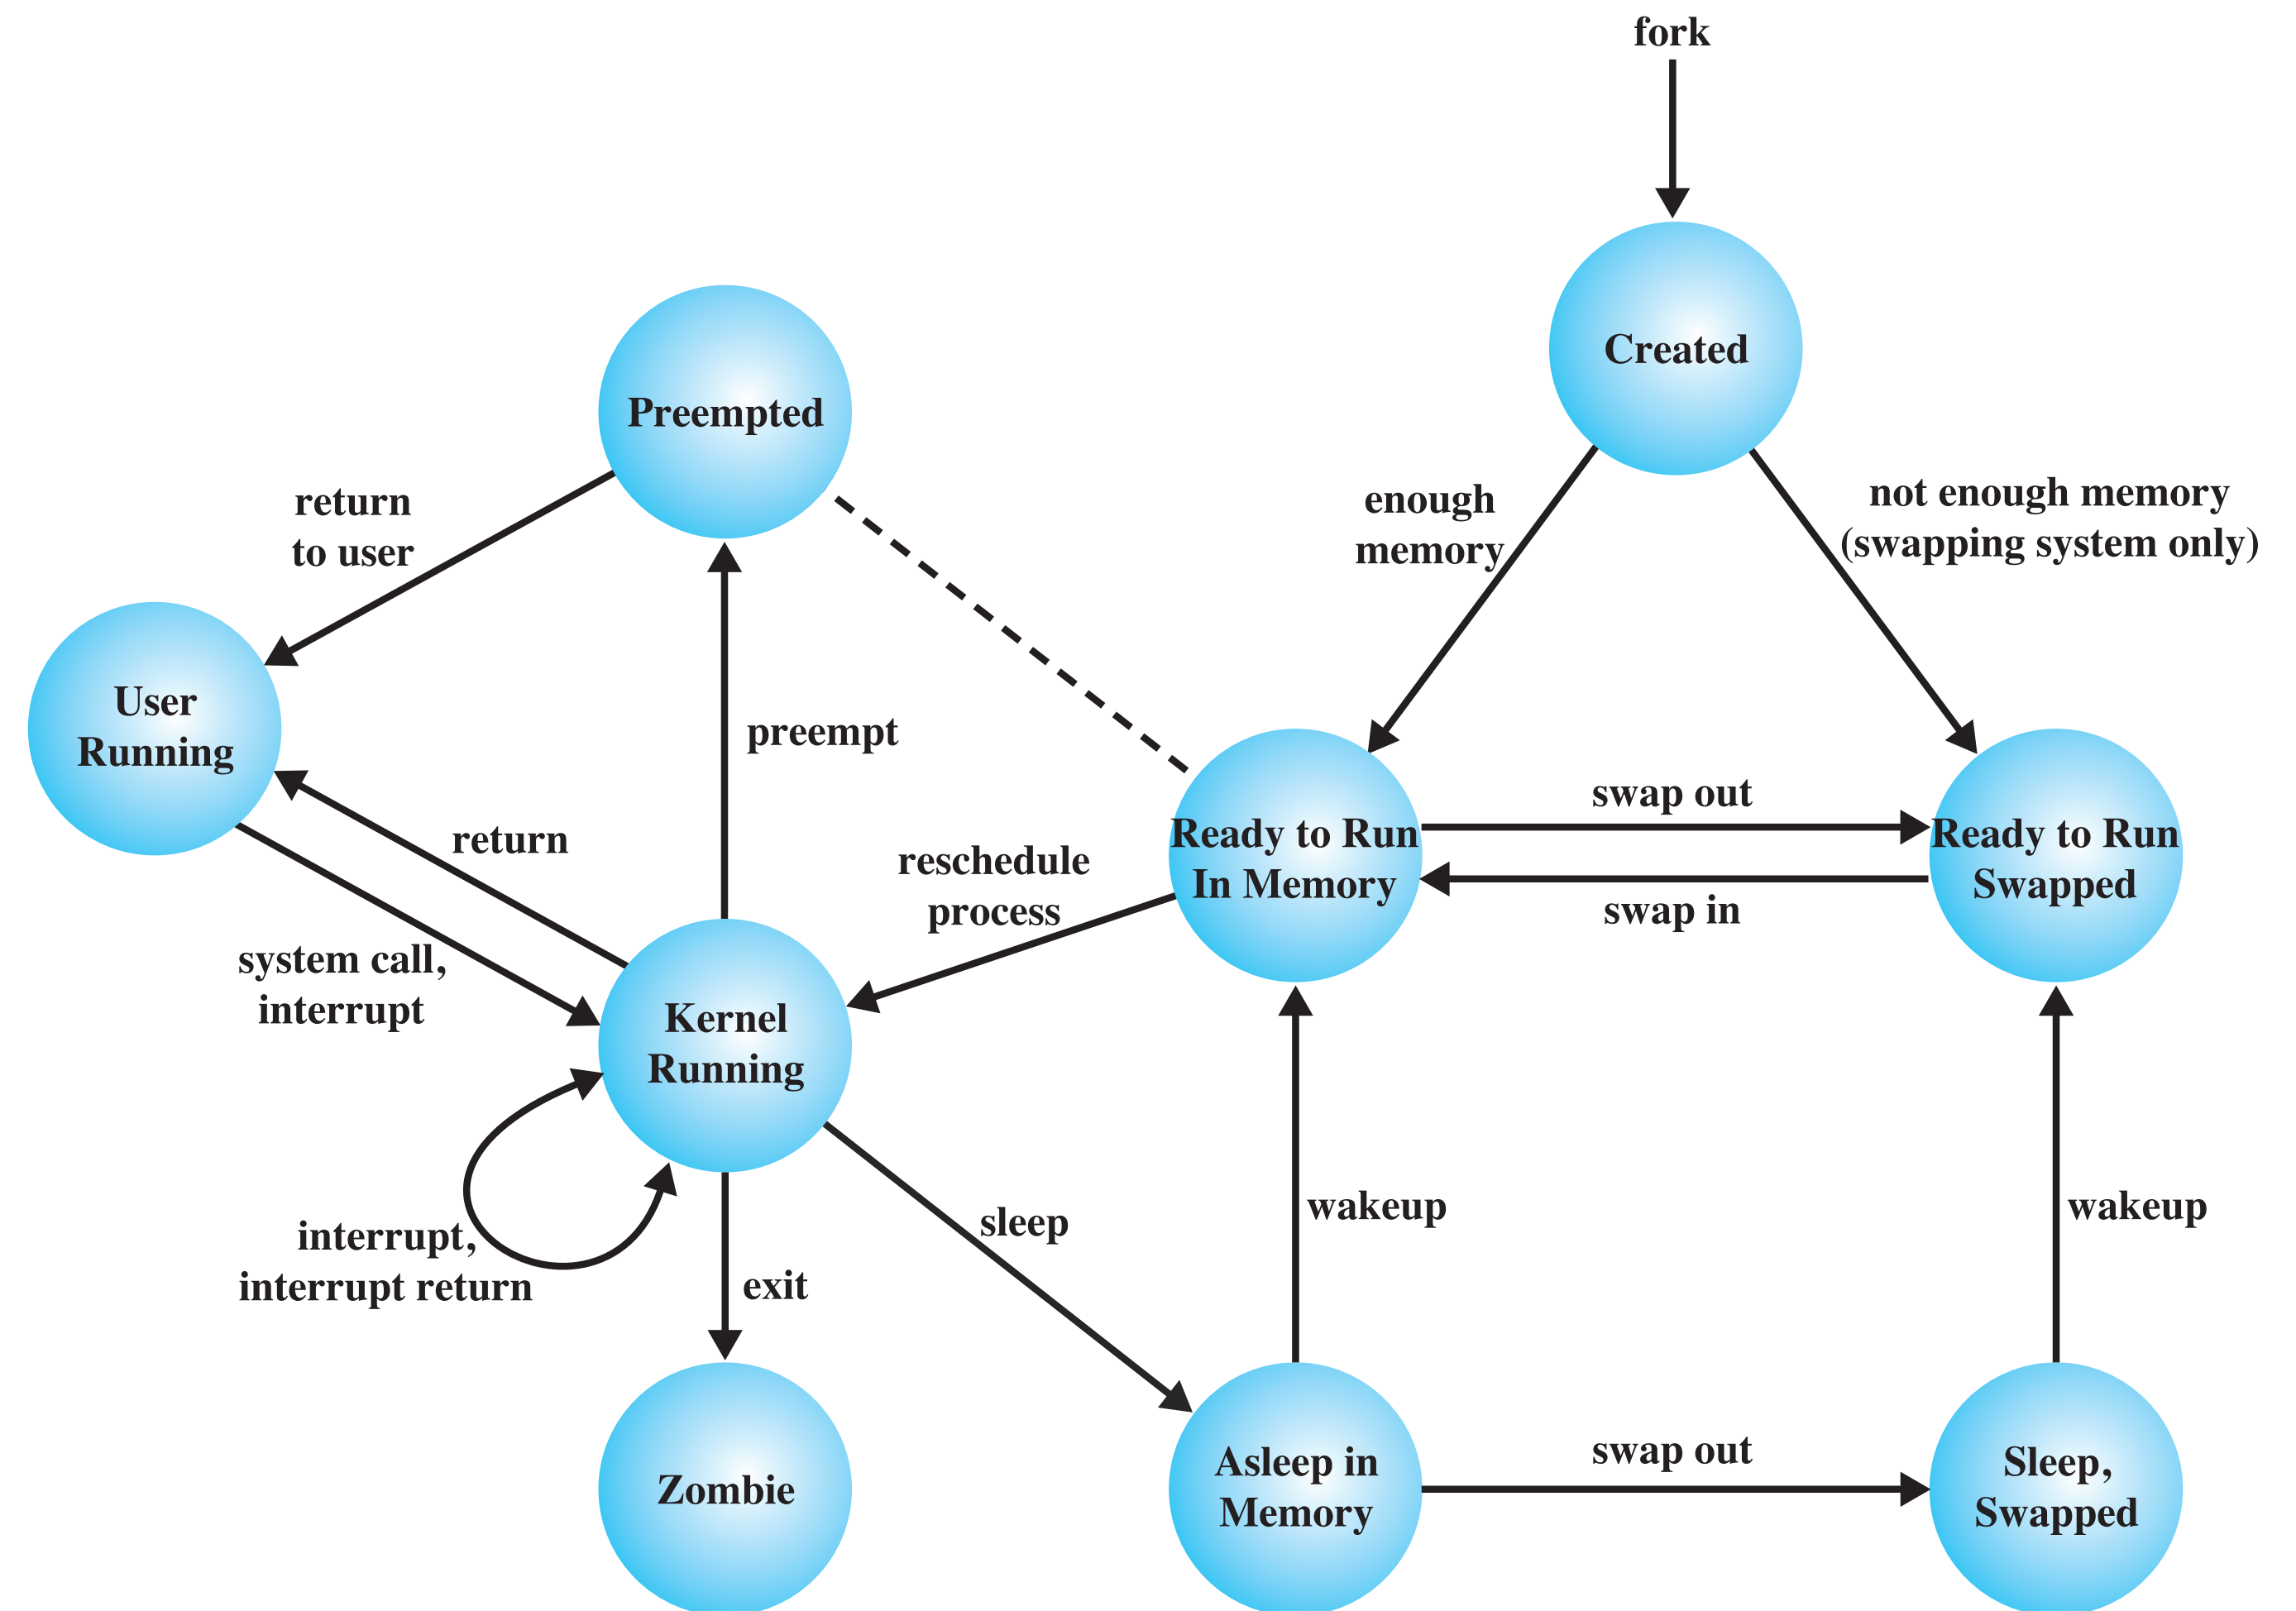 fork
Created
Preempted
return
to user
enough
memory
not enough memory
(swapping system only)
User
Running
preempt
return
swap out
reschedule
process
Ready to Run
In Memory
Ready to Run
Swapped
swap in
system call,
interrupt
Kernel
Running
interrupt,
interrupt return
sleep
wakeup
wakeup
exit
Zombie
Asleep in
Memory
swap out
Sleep,
Swapped